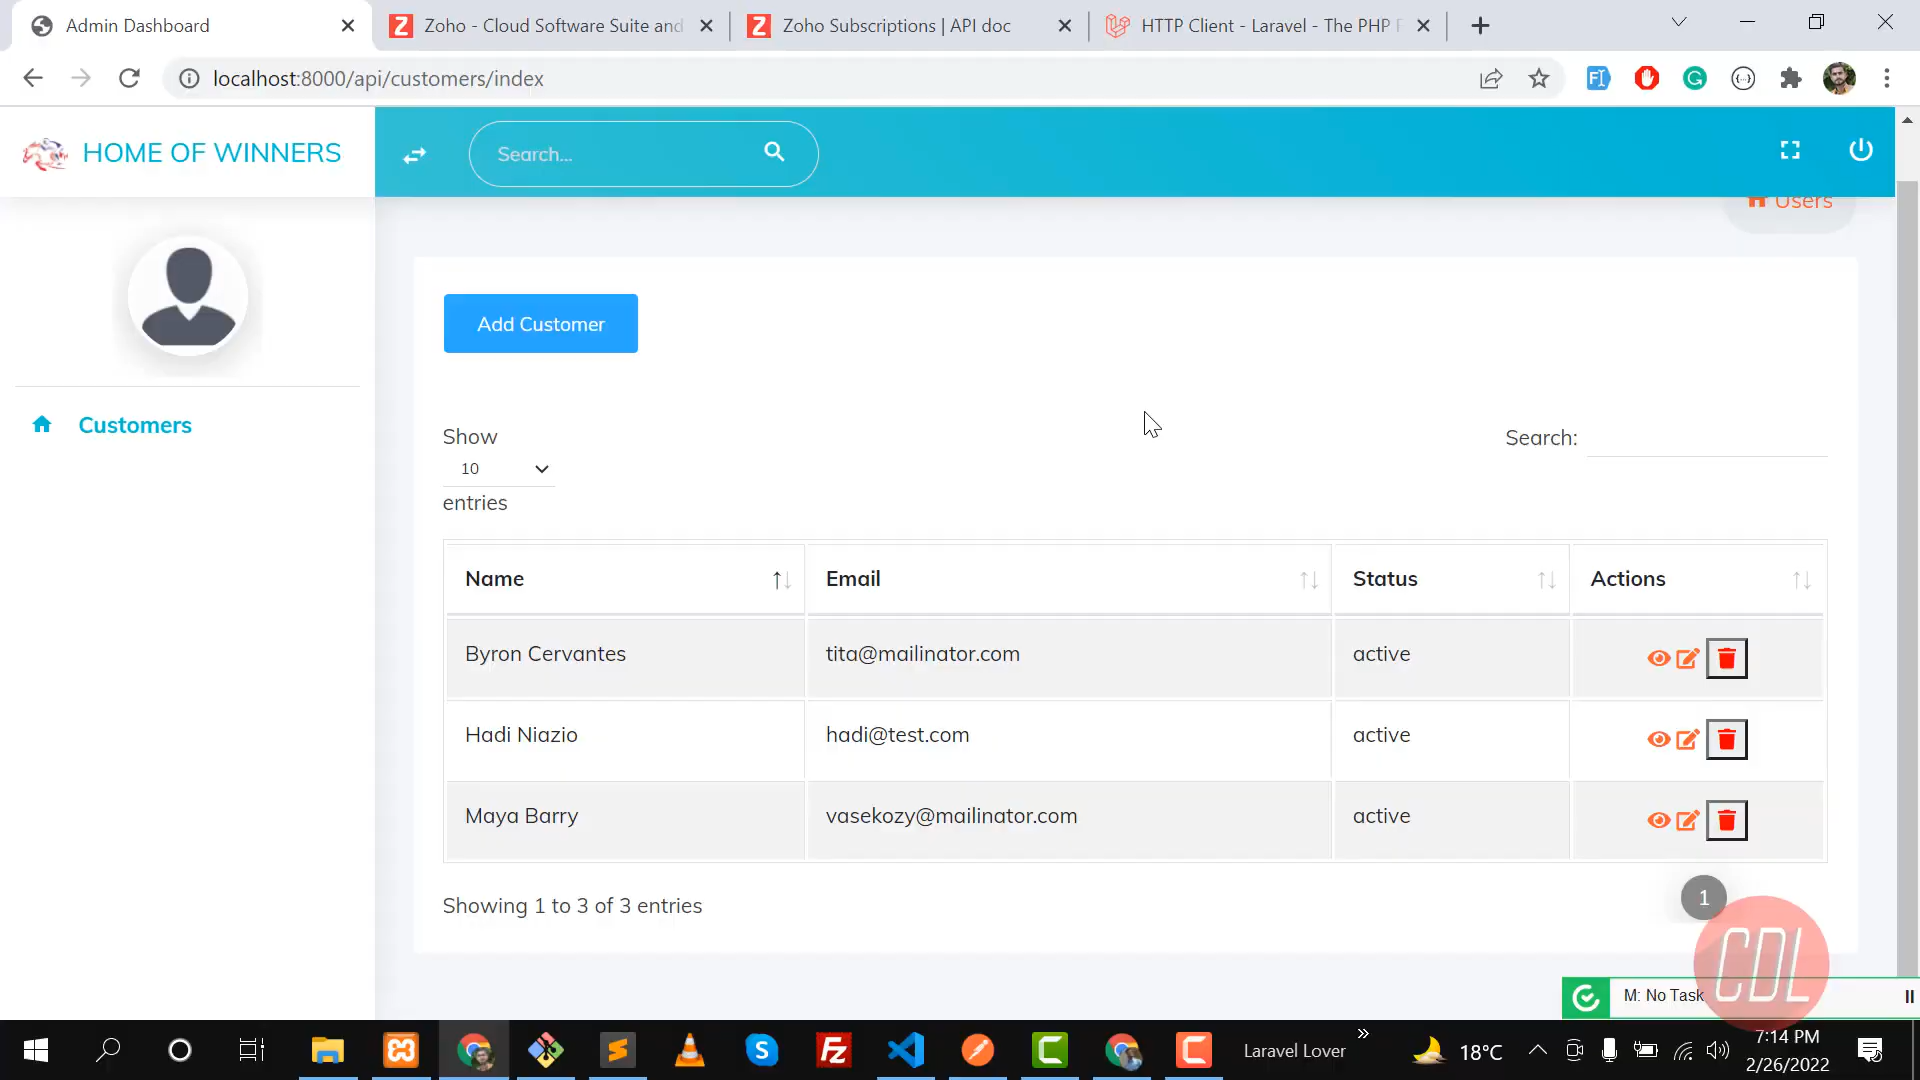 Admin Dashboard
Zoho - Cloud Software Suite and
Zoho Subscriptions | API doc
HTTP Client - Laravel - The PHP F
localhost:8000/api/customers/index
HOME OF WINNERS
Search...
Users
Customers
Add Customer
Show
10
entries
Search:
Name
Email
Status
Actions
Byron Cervantes
tita@mailinator.com
active
Hadi Niazio
hadi@test.com
active
Maya Barry
vasekozy@mailinator.com
active
Showing 1 to 3 of 3 entries
1
CDL
M: No Task
Laravel Lover
18°C
7:14 PM
2/26/2022